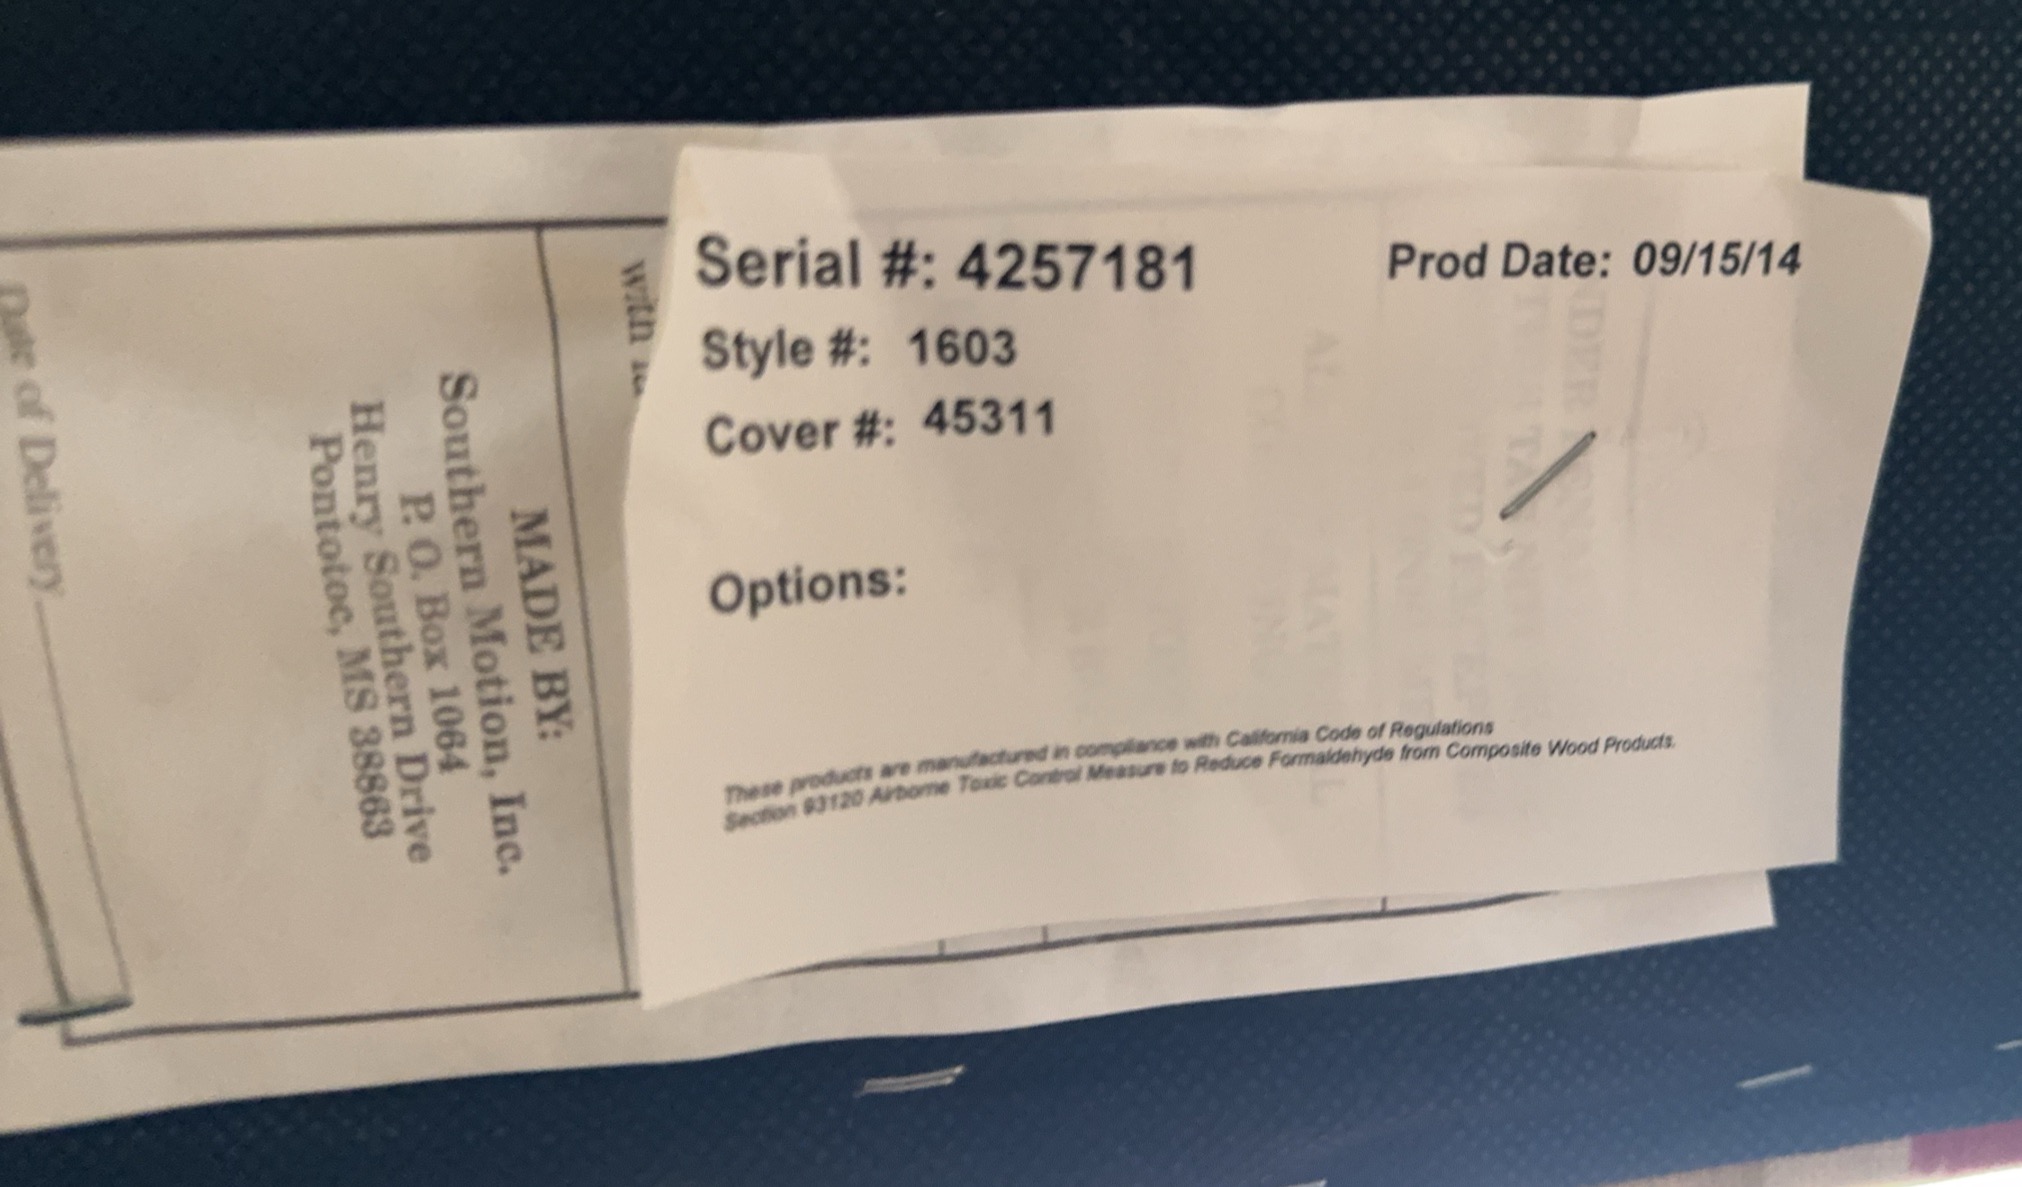 Serial #: 4257181
Prod Date: 09/15/14
Style #: 1603
Cover #: 45311
Options:
These products are manufactured in compliance with California Code of Regulations
Section 93120 Airborne Toxic Control Measure to Reduce Formaldehyde from Composite Wood Products.
with
MADE BY:
Southern Motion, Inc.
P. O. Box 1064
Henry Southern Drive
Pontotoc, MS 38863
Date of Delivery